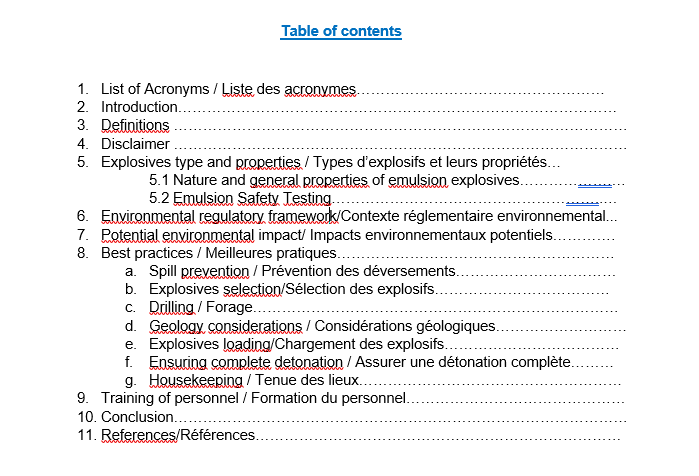 Table of contents
1. List of Acronyms / Liste des acronymes……………………………………
2. Introduction…………………………………………………………………
3. Definitions ……………………………………………………………………
4. Disclaimer ……………………………………………………………………
5. Explosives type and properties / Types d’explosifs et leurs propriétés…
5.1 Nature and general properties of emulsion explosives………………
5.2 Emulsion Safety Testing…………………………………………
6. Environmental regulatory framework/Contexte réglementaire environnemental...
7. Potential environmental impact/ Impacts environnementaux potentiels…………
8. Best practices / Meilleures pratiques…………………………………………
a. Spill prevention / Prévention des déversements…………………………
b. Explosives selection/Sélection des explosifs……………………………
c. Drilling / Forage………………………………………………………
d. Geology considerations / Considérations géologiques……………………
e. Explosives loading/Chargement des explosifs……………………………
f. Ensuring complete detonation / Assurer une détonation complète………
g. Housekeeping / Tenue des lieux…………………………………………
9. Training of personnel / Formation du personnel…………………………………
10. Conclusion……………………………………………………………………
11. References/Références…………………………………………………………